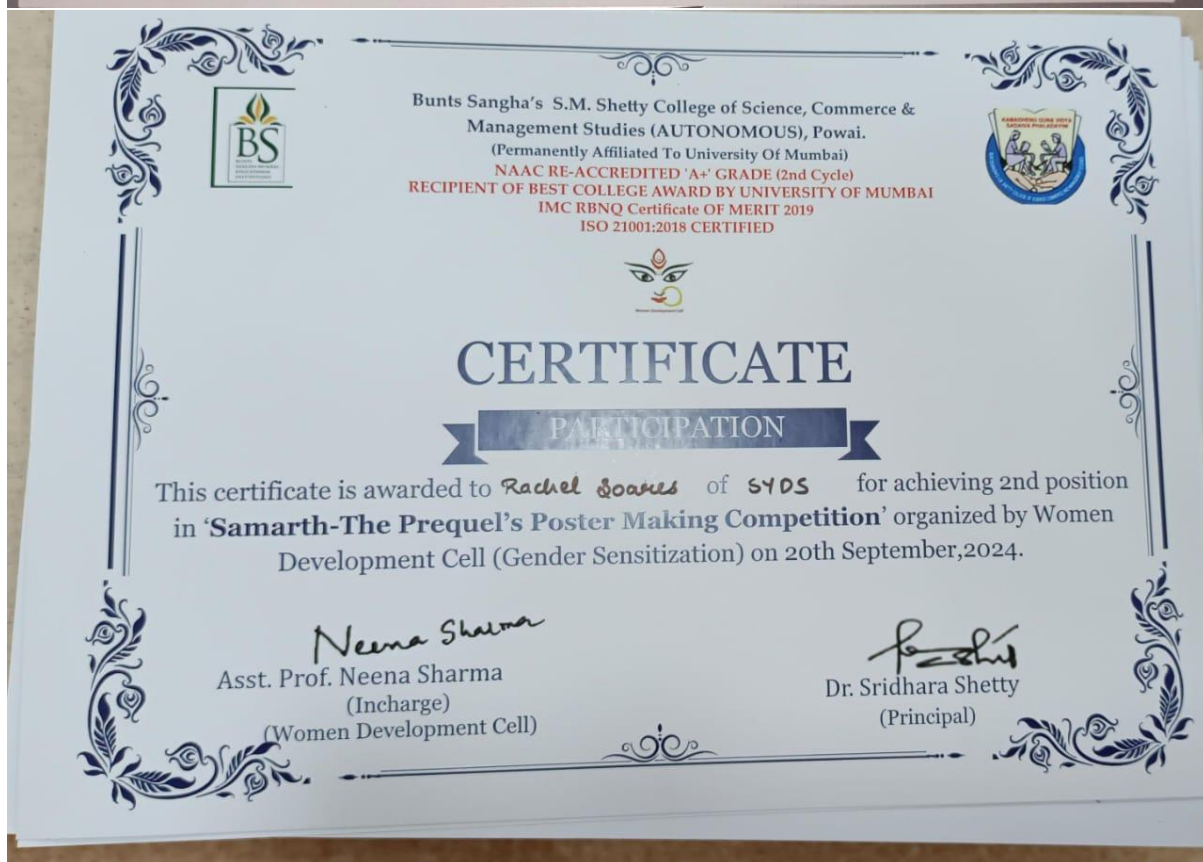 Bunts Sangha's S.M. Shetty College of Science, Commerce &
Management Studies (AUTONOMOUS), Powai.
(Permanently Affiliated To University Of Mumbai)
NAAC RE-ACCREDITED 'A+' GRADE (2nd Cycle)
RECIPIENT OF BEST COLLEGE AWARD BY UNIVERSITY OF MUMBAI
IMC RBNQ Certificate OF MERIT 2019
ISO 21001:2018 CERTIFIED
BS
Women Development Cell
CERTIFICATE
PARTICIPATION
This certificate is awarded to Rachel Soares of SYDS for achieving 2nd position
in 'Samarth-The Prequel's Poster Making Competition' organized by Women
Development Cell (Gender Sensitization) on 20th September,2024.
Neena Sharma
Asst. Prof. Neena Sharma
(Incharge)
(Women Development Cell)
Dr. Sridhara Shetty
(Principal)